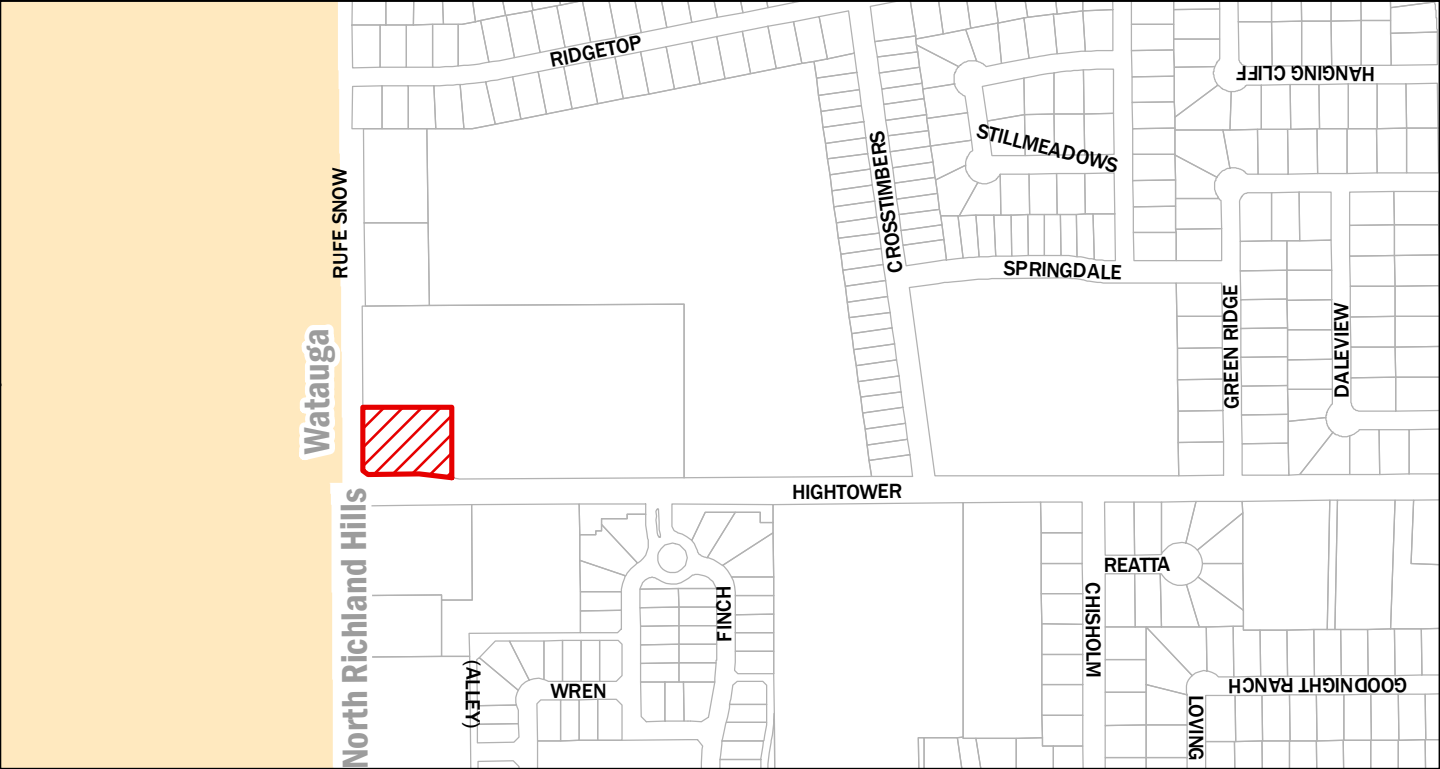 RIDGETOP
HANGING CLIFF
STILLMEADOWS
CROSSTIMBERS
RUFE SNOW
SPRINGDALE
GREEN RIDGE
DALEVIEW
Watauga
HIGHTOWER
North Richland Hills
REATTA
FINCH
CHISHOLM
(ALLEY)
WREN
GOODNIGHT RANCH
LOVING